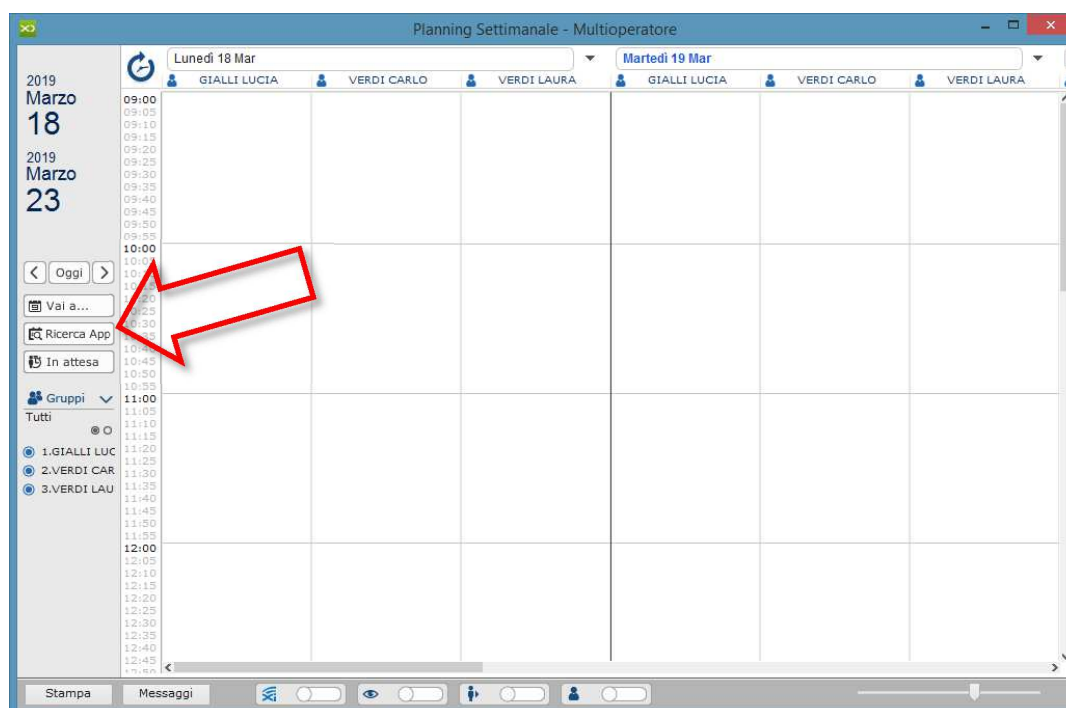 Planning Settimanale - Multioperatore
2019
Marzo
18
2019
Marzo
23
Oggi
Vai a...
Ricerca App
In attesa
Gruppi
Tutti
1.GIALLI LUC
2.VERDI CAR
3.VERDI LAU
Lunedì 18 Mar
Martedì 19 Mar
GIALLI LUCIA VERDI CARLO VERDI LAURA GIALLI LUCIA VERDI CARLO VERDI LAURA
09:00
09:05
09:10
09:15
09:20
09:25
09:30
09:35
09:40
09:45
09:50
09:55
10:00
10:45
10:50
10:55
11:00
11:05
11:10
11:15
11:20
11:25
11:30
11:35
11:40
11:45
11:50
11:55
12:00
12:05
12:10
12:15
12:20
12:25
12:30
12:35
12:40
12:45
Stampa
Messaggi